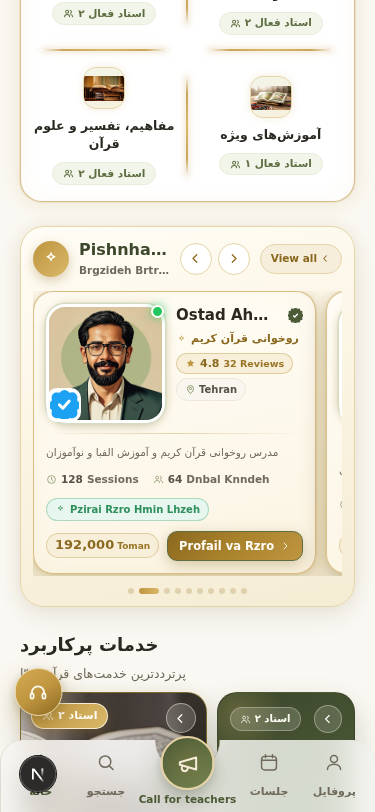 ۲ استاد فعال
۲ استاد فعال
آموزش‌های ویژه
۱ استاد فعال
مفاهیم، تفسیر و علوم
قرآن
۲ استاد فعال
Pishnha...
Brgzideh Brtr...
View all
Ostad Ah...
روخوانی قرآن کریم
4.8 32 Reviews
Tehran
مدرس روخوانی قرآن کریم و آموزش الفبا و نوآموزان
128 Sessions
64 Dnbal Knndeh
Pzirai Rzro Hmin Lhzeh
192,000 Toman
Profail va Rzro
خدمات پرکاربرد
پرترددترین خدمت‌های
۲ استاد
۲ استاد
پروفایل
جلسات
Call for teachers
جستجو
خانه
N